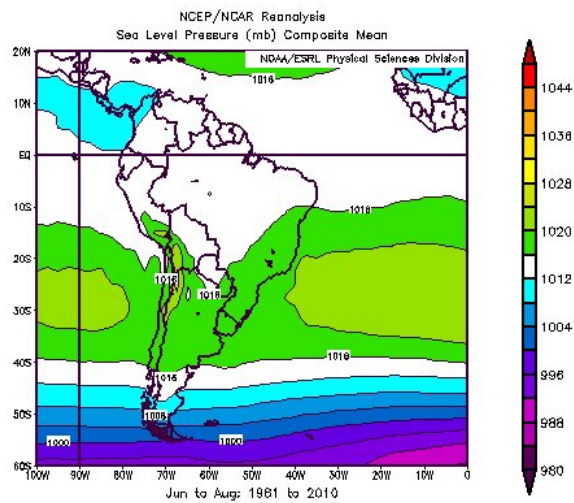 NCEP/NCAR Reanalysis
Sea Level Pressure (mb) Composite Mean
NOAA/ESRL Physical Sciences Division
20N
10N
EQ
10S
20S
30S
40S
50S
60S
1016
1016
1016
1016
1016
1016
1008
1000
1000
100W 90W 80W 70W 60W 50W 40W 30W 20W 10W 0
Jun to Aug: 1981 to 2010
1044
1036
1028
1020
1012
1004
996
988
980